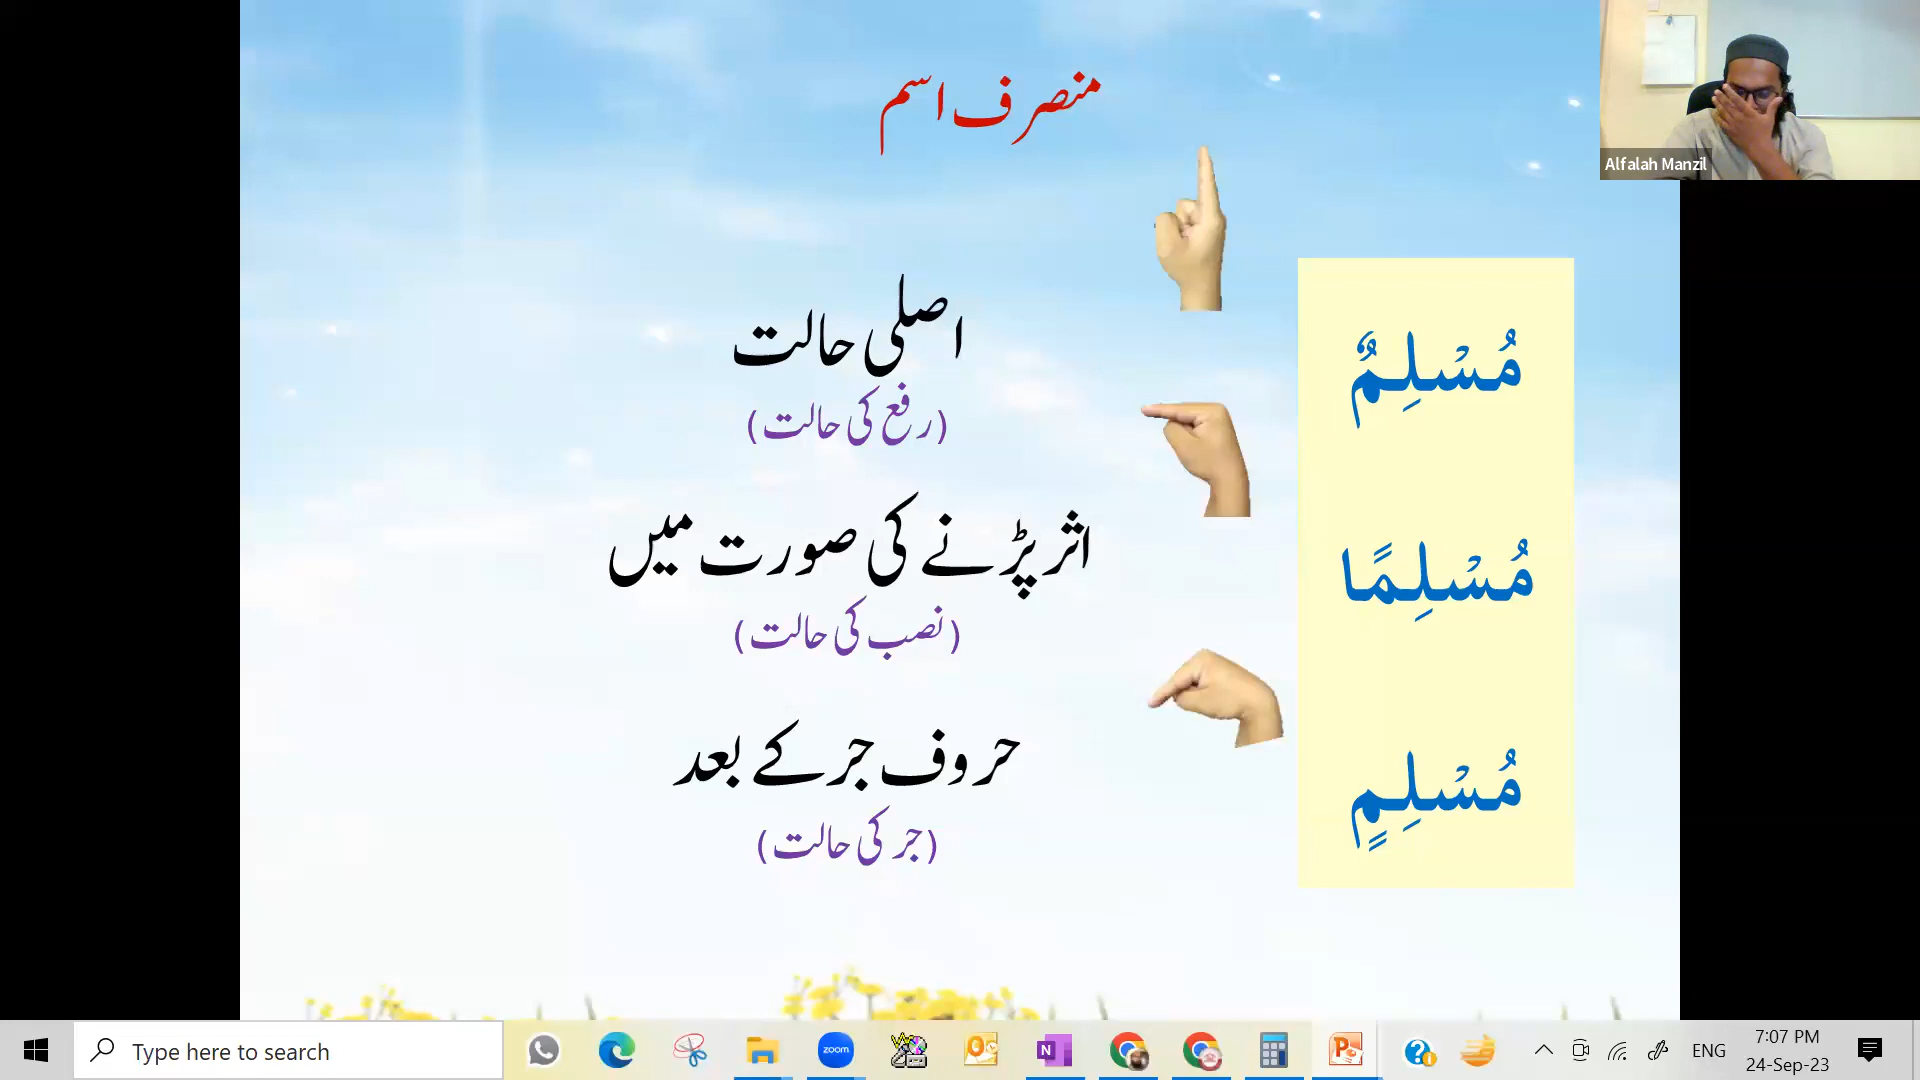 منصرف اسم
Alfalah Manzil
اصلی حالت
(رفع کی حالت)
مُسْلِمٌ
اثر پڑنے کی صورت میں
(نصب کی حالت)
مُسْلِمًا
حروف جر کے بعد
(جر کی حالت)
مُسْلِمٍ
Type here to search
zoom
ENG
7:07 PM
24-Sep-23